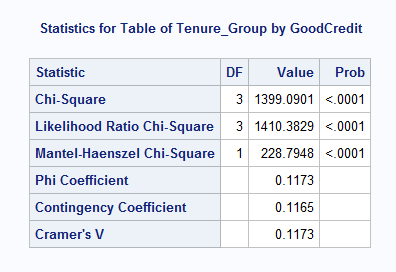 Statistics for Table of Tenure_Group by GoodCredit
Statistic DF Value Prob
Chi-Square 3 1399.0901 <.0001
Likelihood Ratio Chi-Square 3 1410.3829 <.0001
Mantel-Haenszel Chi-Square 1 228.7948 <.0001
Phi Coefficient 0.1173
Contingency Coefficient 0.1165
Cramer's V 0.1173